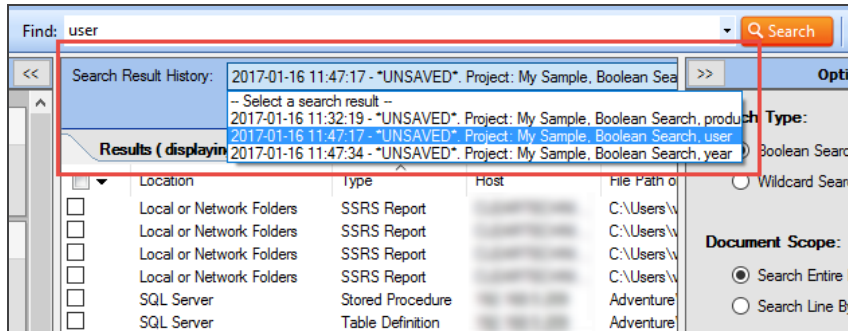 Find: user Search
<< Search Result History: 2017-01-16 11:47:17 - *UNSAVED*. Project: My Sample, Boolean Sea >> Opti
-- Select a search result --
2017-01-16 11:32:19 - *UNSAVED*. Project: My Sample, Boolean Search, produ ch Type:
2017-01-16 11:47:17 - *UNSAVED*. Project: My Sample, Boolean Search, user
Results ( displayin 2017-01-16 11:47:34 - *UNSAVED*. Project: My Sample, Boolean Search, year Boolean Searc
Location Type Host File Path o Wildcard Sear
Local or Network Folders SSRS Report C:\Users\v
Local or Network Folders SSRS Report C:\Users\v
Local or Network Folders SSRS Report C:\Users\v Document Scope:
Local or Network Folders SSRS Report C:\Users\v Search Entire
SQL Server Stored Procedure Adventure' Search Line B
SQL Server Table Definition Adventure'